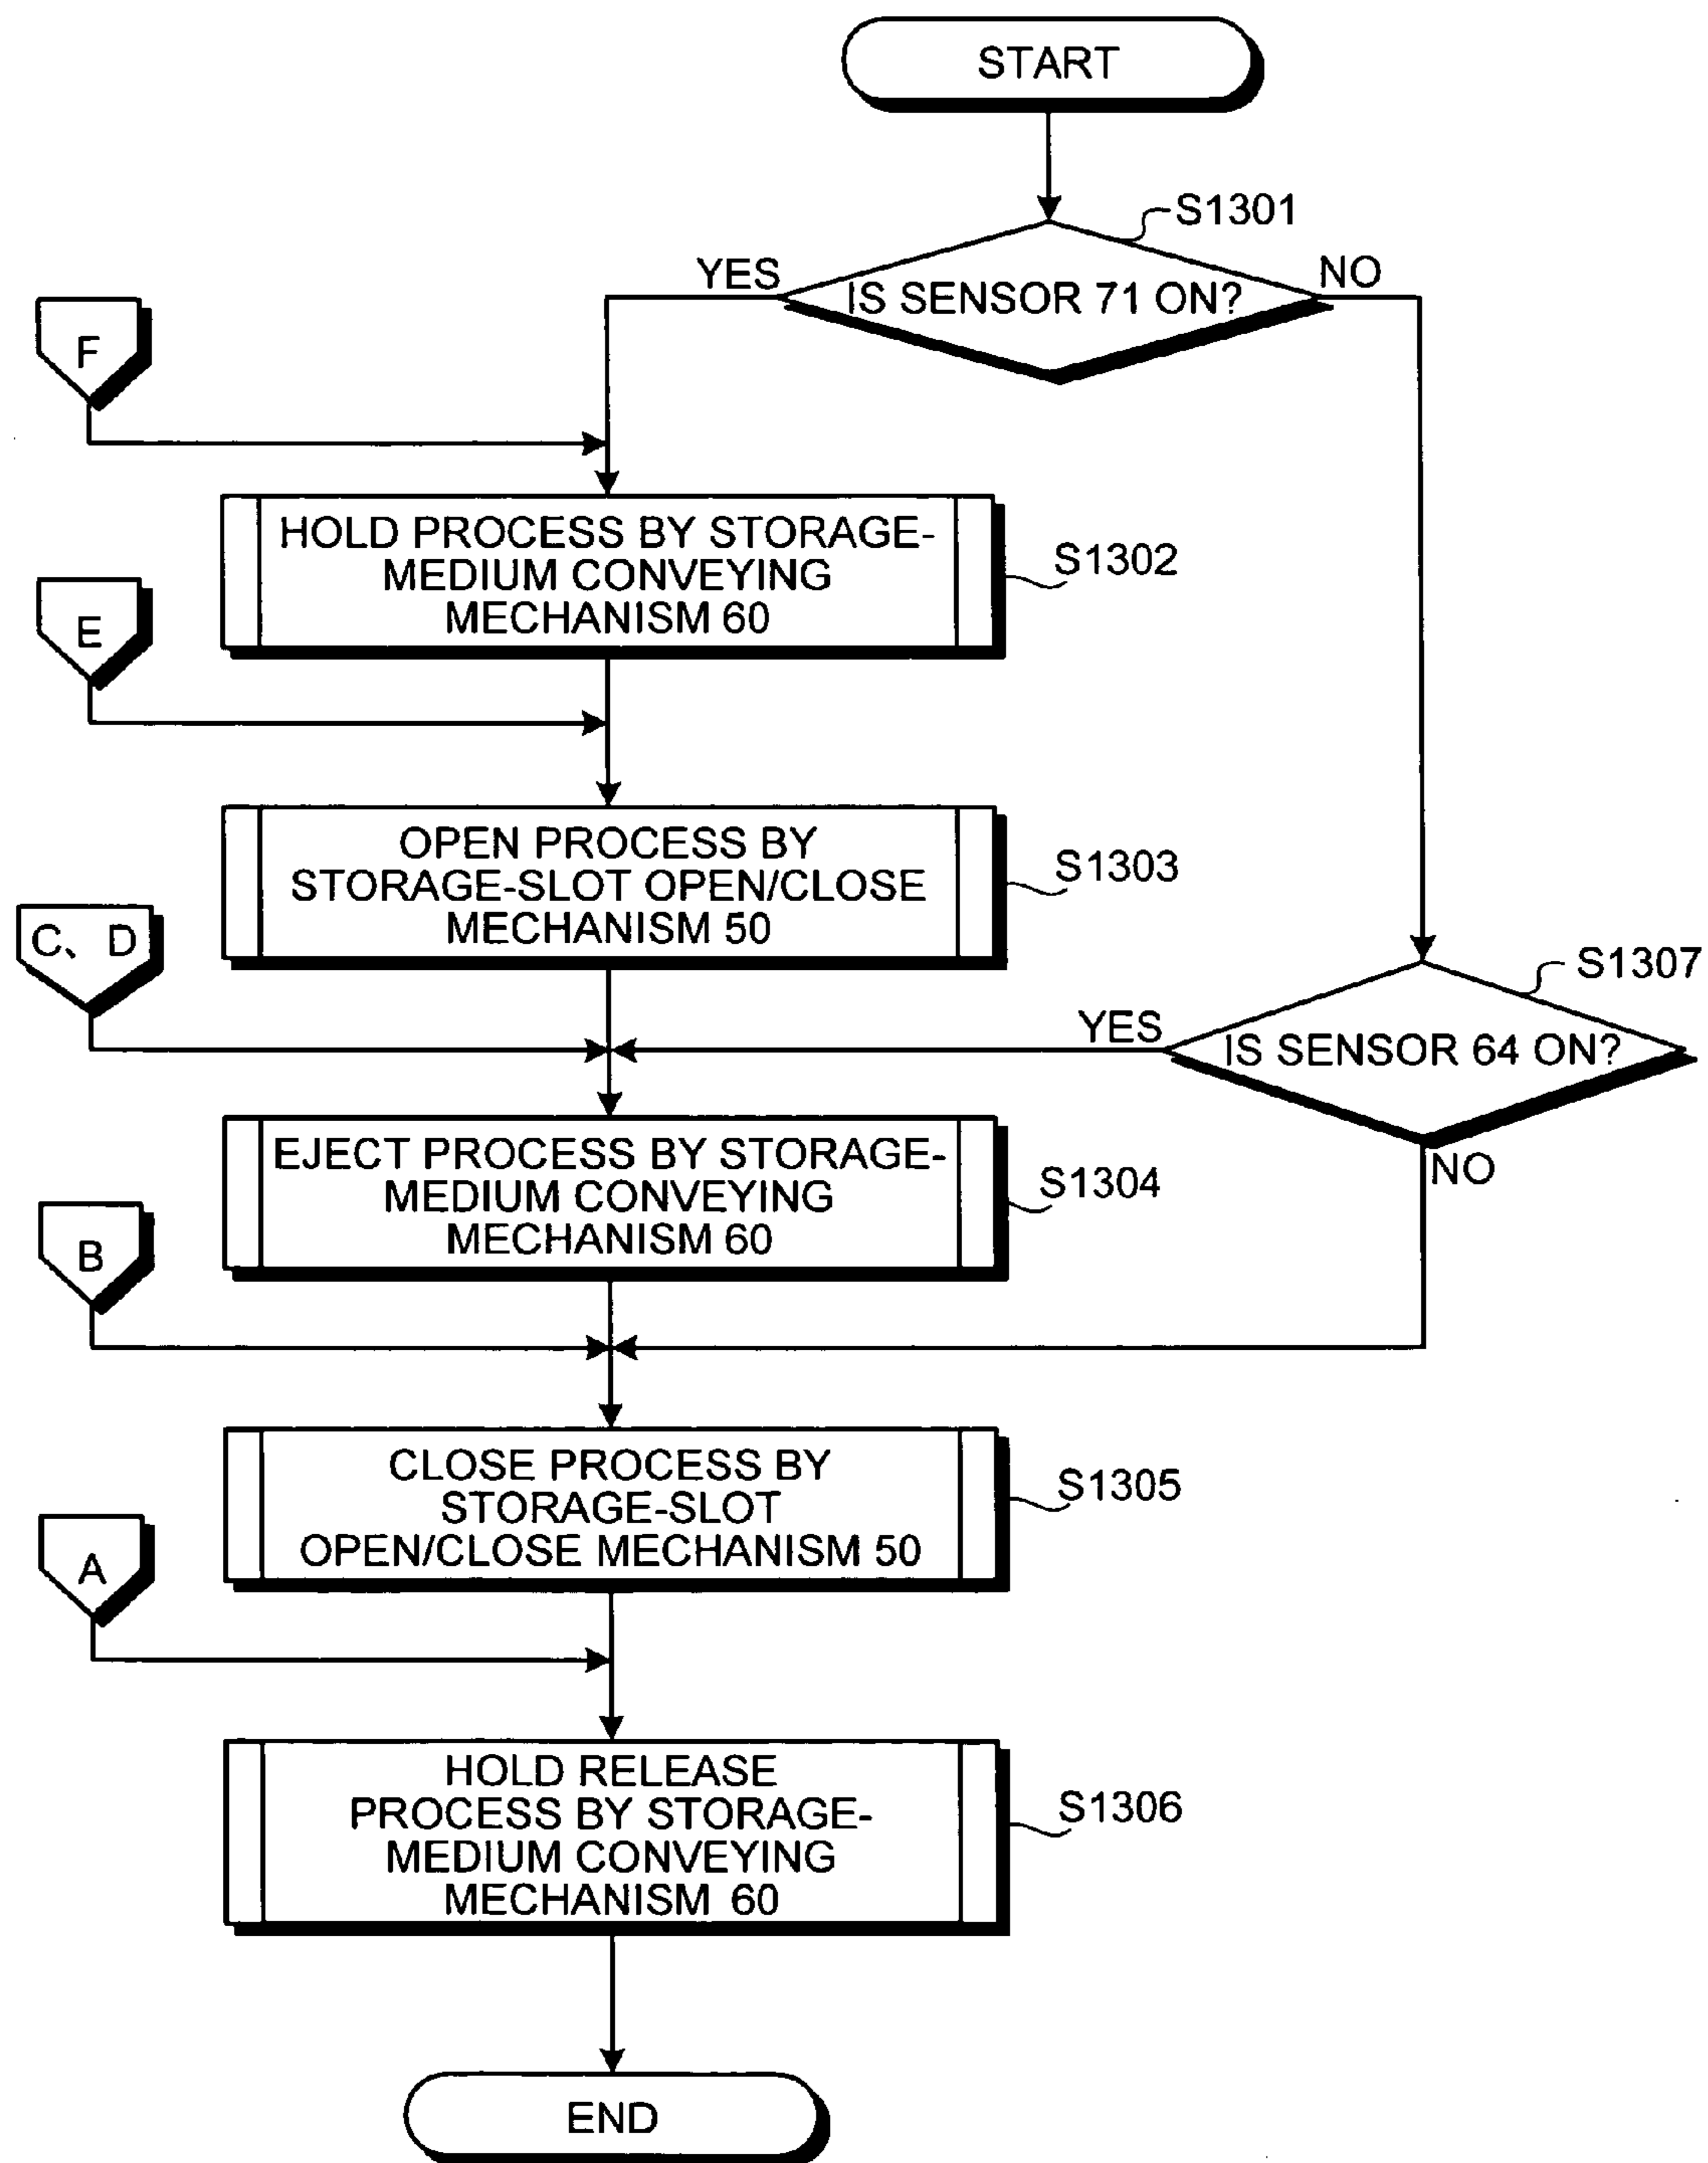 START
S1301
YES
IS SENSOR 71 ON?
NO
F
HOLD PROCESS BY STORAGE-
MEDIUM CONVEYING
MECHANISM 60
S1302
E
OPEN PROCESS BY
STORAGE-SLOT OPEN/CLOSE
MECHANISM 50
S1303
C、D
S1307
YES
IS SENSOR 64 ON?
NO
EJECT PROCESS BY STORAGE-
MEDIUM CONVEYING
MECHANISM 60
S1304
B
CLOSE PROCESS BY
STORAGE-SLOT
OPEN/CLOSE MECHANISM 50
S1305
A
HOLD RELEASE
PROCESS BY STORAGE-
MEDIUM CONVEYING
MECHANISM 60
S1306
END